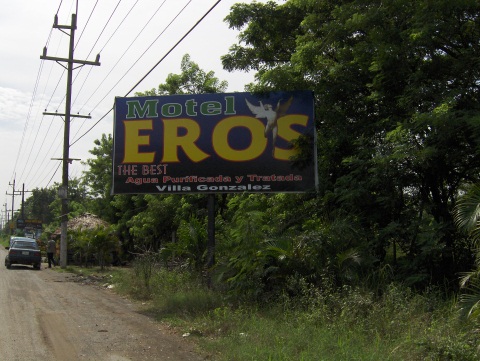 Motel
EROS
THE BEST
Agua Purificada y Tratada
Villa Gonzalez